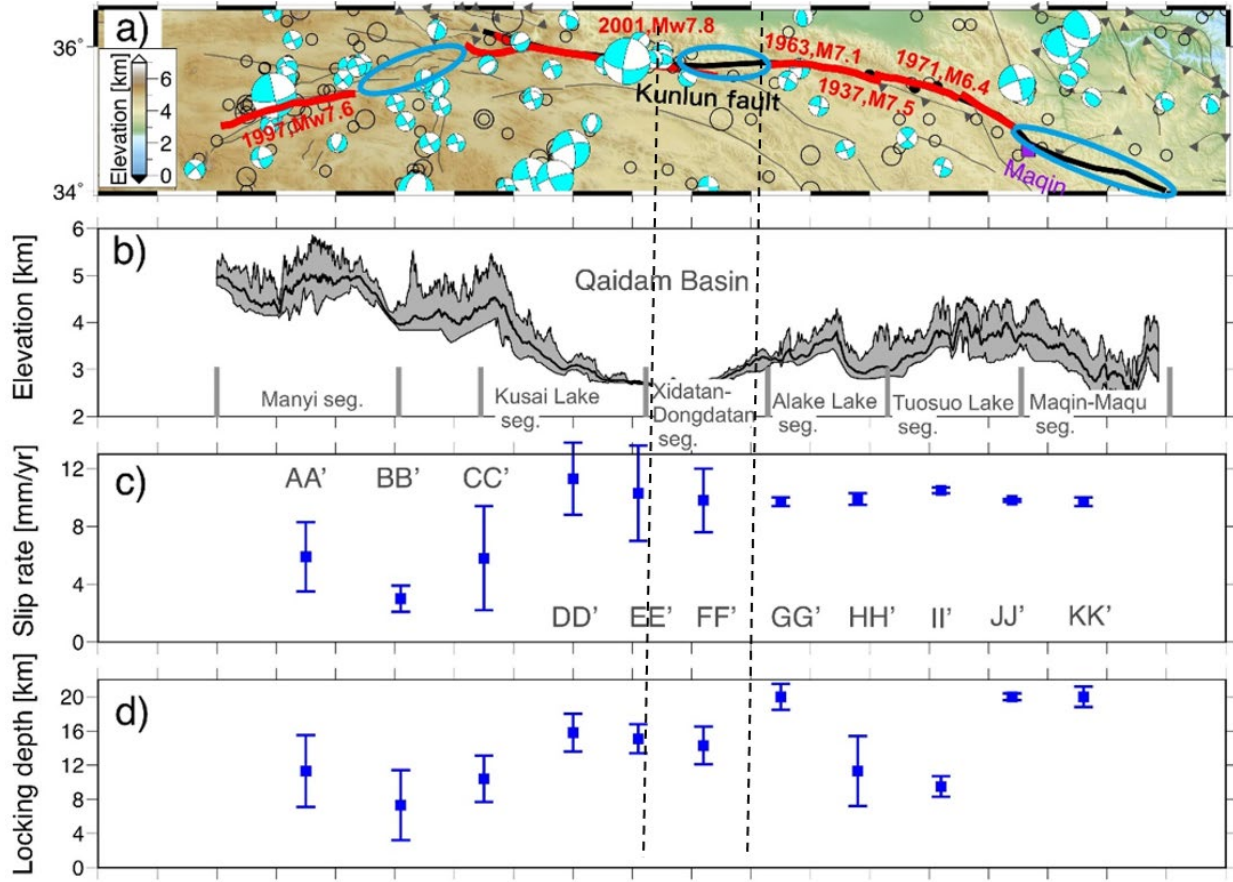 a)
Elevation [km]
6
4
2
0
36°
34°
2001,Mw7.8
1963,M7.1
1971,M6.4
1937,M7.5
1997,Mw7.6
Kunlun fault
Maqin
b)
Elevation [km]
6
5
4
3
2
Qaidam Basin
Manyi seg.
Kusai Lake
seg.
Xidatan-
Dongdatan
seg.
Alake Lake
seg.
Tuosuo Lake
seg.
Maqin-Maqu
seg.
c)
Slip rate [mm/yr]
12
8
4
0
AA'
BB'
CC'
DD'
EE'
FF'
GG'
HH'
II'
JJ'
KK'
d)
Locking depth [km]
20
16
12
8
4
0